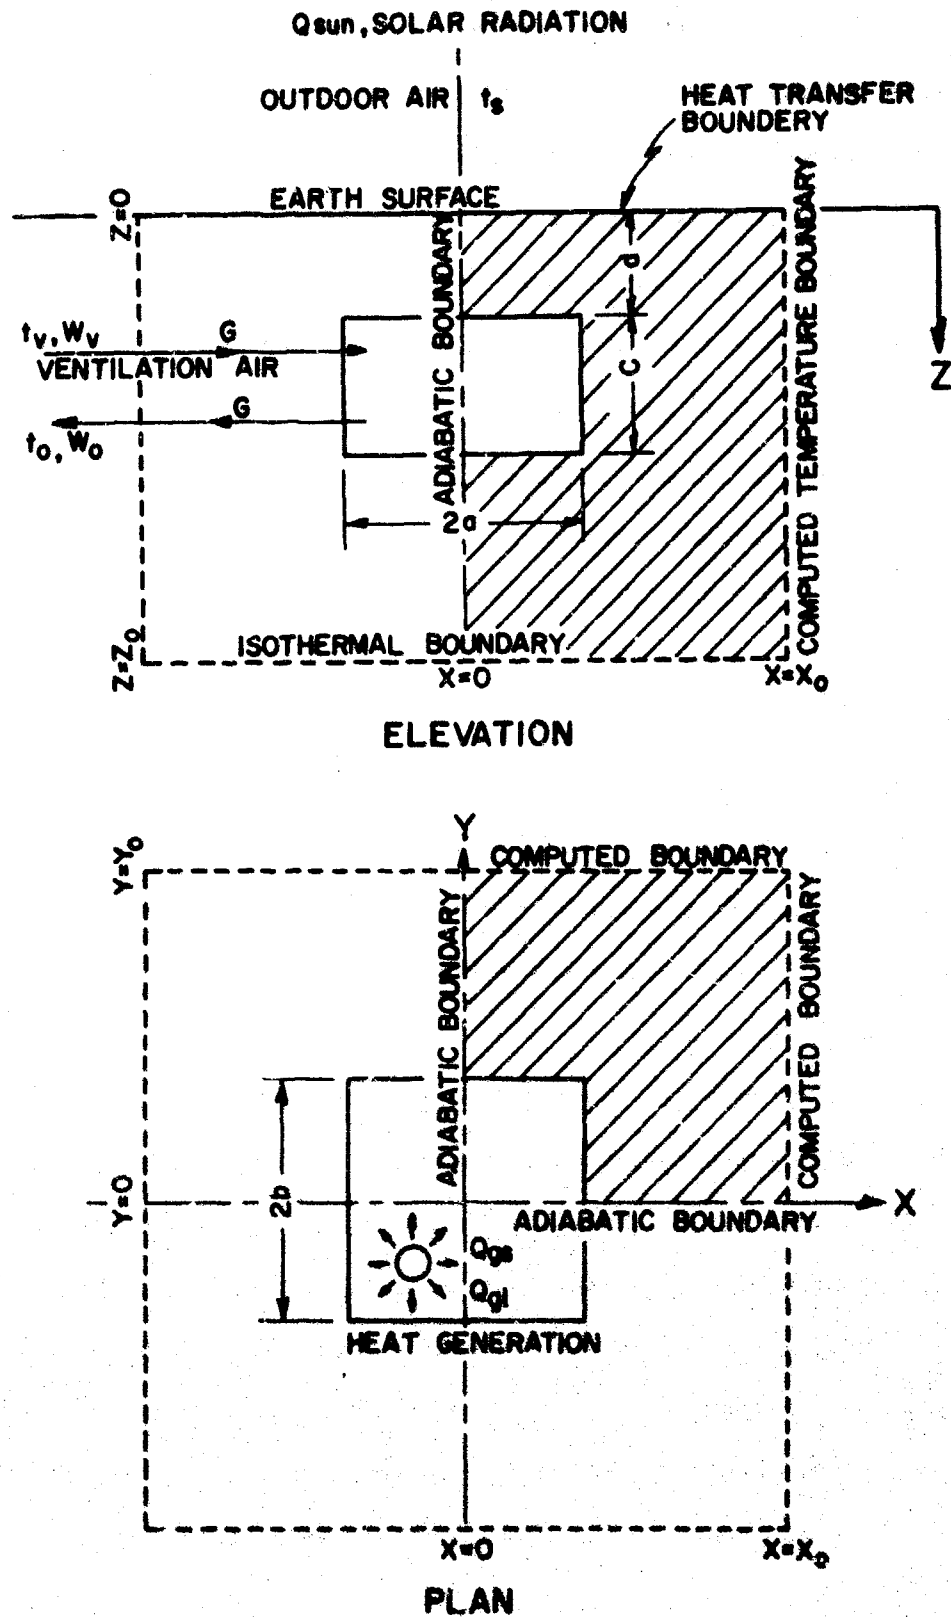 Qsun, SOLAR RADIATION
OUTDOOR AIR ts
HEAT TRANSFER
BOUNDERY
EARTH SURFACE
Z=0
ADIABATIC BOUNDARY
d
COMPUTED TEMPERATURE BOUNDARY
tv, Wv
G
VENTILATION AIR
C
Z
G
to, Wo
2a
Z=Zo
ISOTHERMAL BOUNDARY
X=0
X=Xo
ELEVATION
Y
Y=Yo
COMPUTED BOUNDARY
ADIABATIC BOUNDARY
COMPUTED BOUNDARY
2b
Y=0
X
ADIABATIC BOUNDARY
Qgs
Qgl
HEAT GENERATION
X=0
X=Xo
PLAN